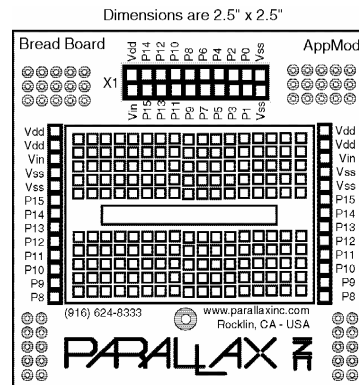 Dimensions are 2.5" x 2.5"
Bread Board
AppMod
Vdd P14 P12 P10 P8 P6 P4 P2 P0 Vss
X1
Vin P15 P13 P11 P9 P7 P5 P3 P1 Vss
Vdd
Vdd
Vin
Vss
Vss
P15
P14
P13
P12
P11
P10
P9
P8
Vdd
Vdd
Vin
Vss
Vss
P15
P14
P13
P12
P11
P10
P9
P8
(916) 624-8333
www.parallaxinc.com
Rocklin, CA - USA
PARALLAX INC